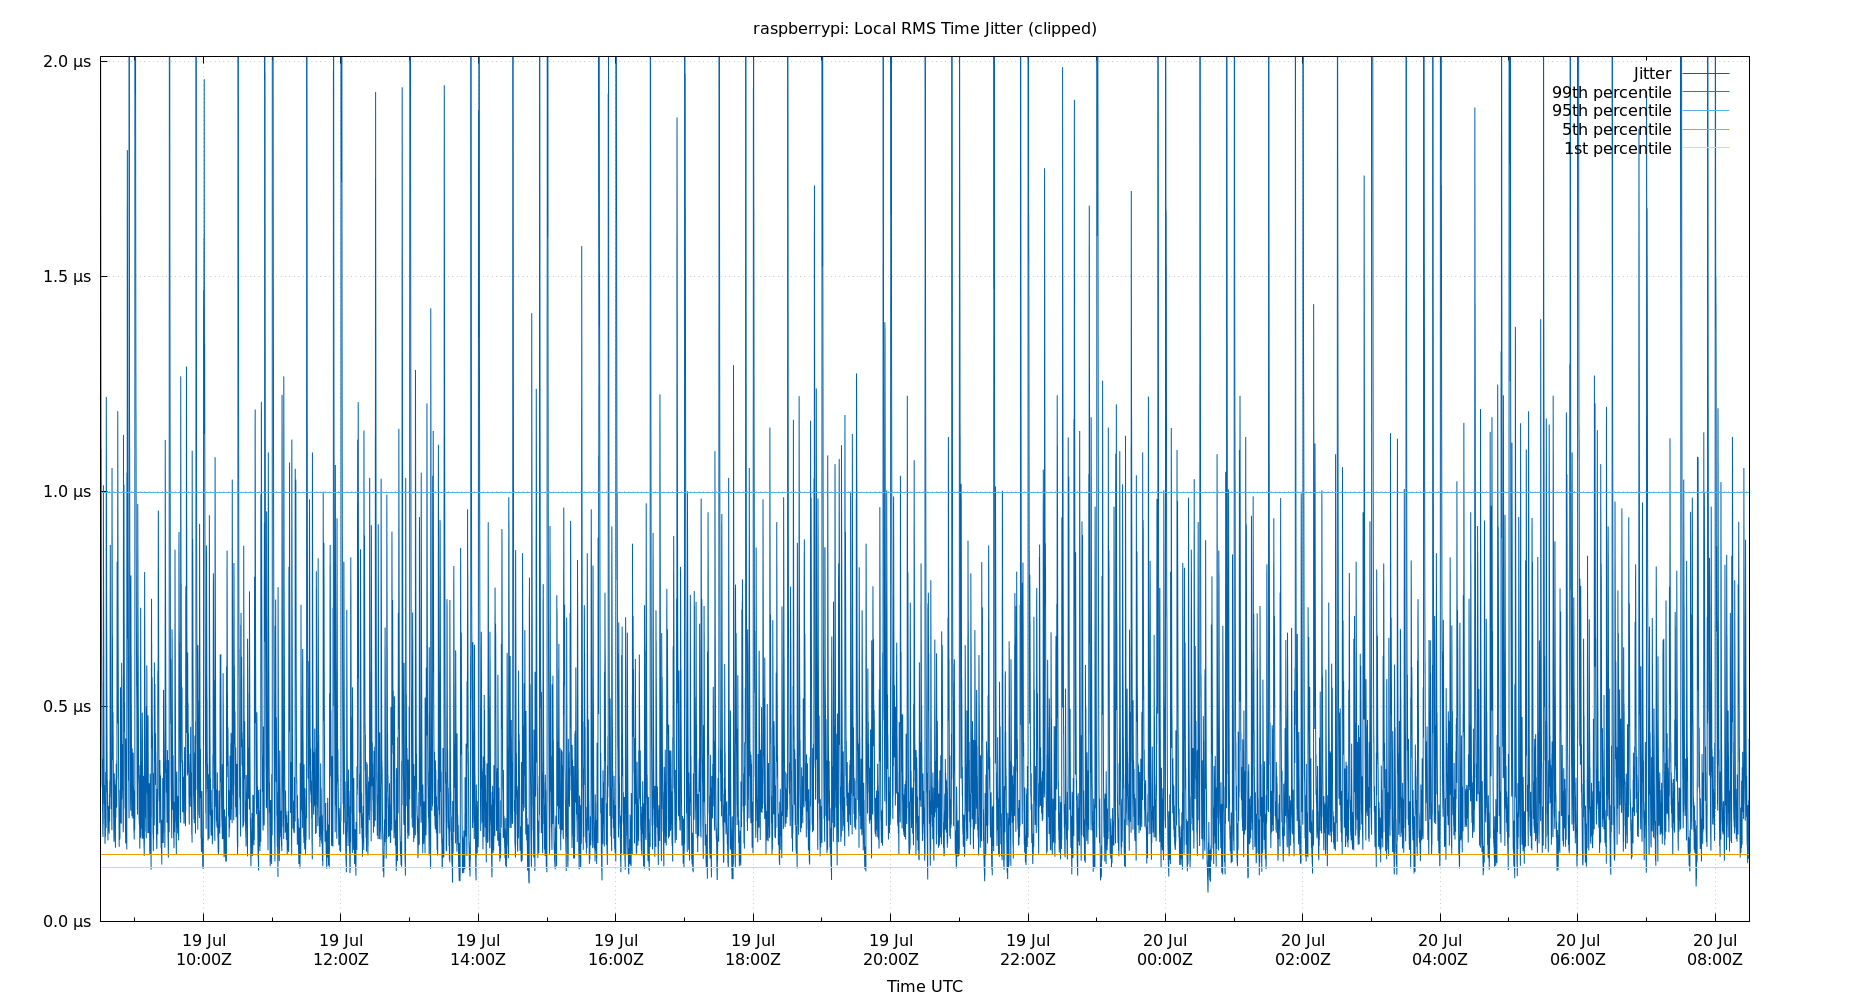 raspberrypi: Local RMS Time Jitter (clipped)
2.0 µs
1.5 µs
1.0 µs
0.5 µs
0.0 µs
Jitter
99th percentile
95th percentile
5th percentile
1st percentile
19 Jul 19 Jul 19 Jul 19 Jul 19 Jul 19 Jul 19 Jul 20 Jul 20 Jul 20 Jul 20 Jul 20 Jul
10:00Z 12:00Z 14:00Z 16:00Z 18:00Z 20:00Z 22:00Z 00:00Z 02:00Z 04:00Z 06:00Z 08:00Z
Time UTC